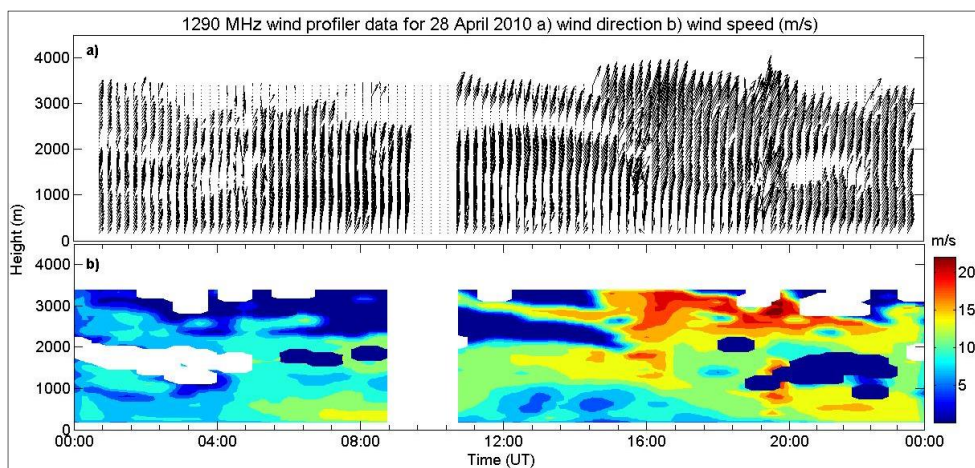 1290 MHz wind profiler data for 28 April 2010 a) wind direction b) wind speed (m/s)
a)
4000
3000
2000
1000
0
Height (m)
b)
4000
3000
2000
1000
0
00:00 04:00 08:00 12:00 16:00 20:00 00:00
Time (UT)
m/s
20
15
10
5